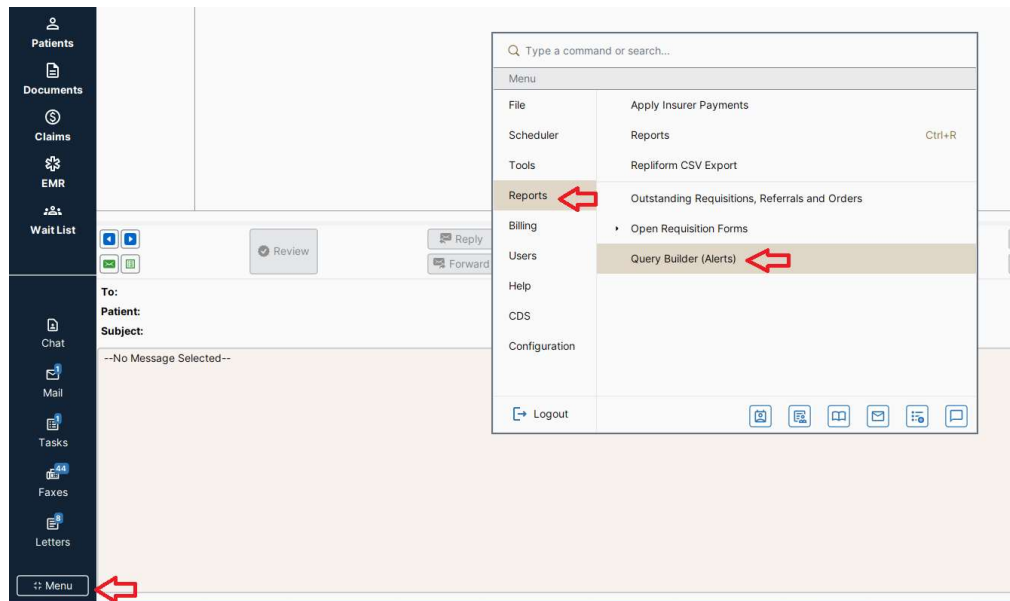 Patients
Documents
Claims
EMR
Wait List
Chat
1
Mail
1
Tasks
44
Faxes
8
Letters
Menu
Review
Reply
Forward
To:
Patient:
Subject:
--No Message Selected--
Type a command or search...
Menu
File
Scheduler
Tools
Reports
Billing
Users
Help
CDS
Configuration
Logout
Apply Insurer Payments
Reports Ctrl+R
Repliform CSV Export
Outstanding Requisitions, Referrals and Orders
Open Requisition Forms
Query Builder (Alerts)